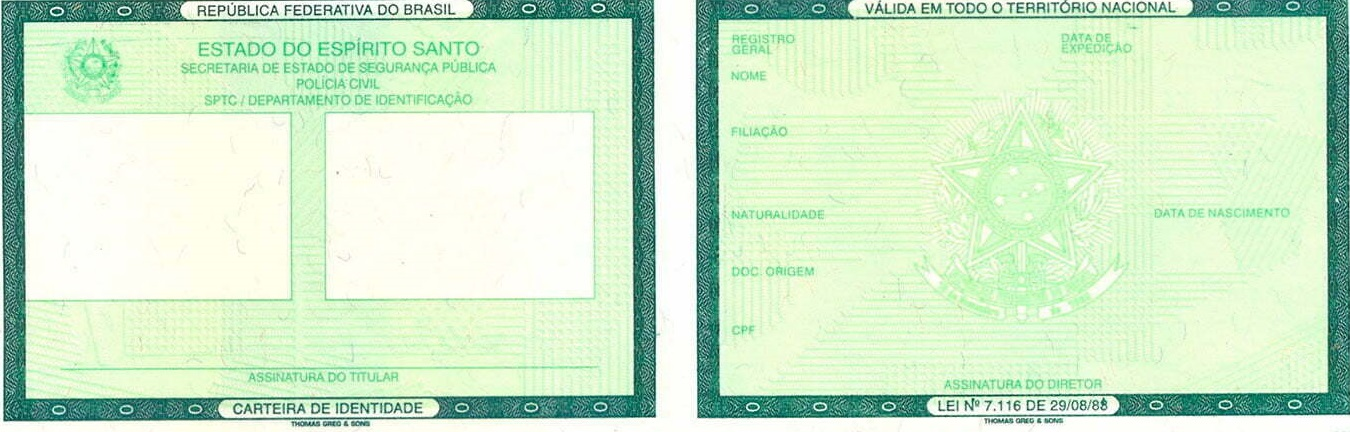 REPÚBLICA FEDERATIVA DO BRASIL
ESTADO DO ESPÍRITO SANTO
SECRETARIA DE ESTADO DE SEGURANÇA PÚBLICA
POLÍCIA CIVIL
SPTC / DEPARTAMENTO DE IDENTIFICAÇÃO
ASSINATURA DO TITULAR
CARTEIRA DE IDENTIDADE
THOMAS GREG & SONS
VÁLIDA EM TODO O TERRITÓRIO NACIONAL
REGISTRO
GERAL
DATA DE
EXPEDIÇÃO
NOME
FILIAÇÃO
NATURALIDADE
DATA DE NASCIMENTO
DOC. ORIGEM
CPF
ASSINATURA DO DIRETOR
LEI Nº 7.116 DE 29/08/83
THOMAS GREG & SONS